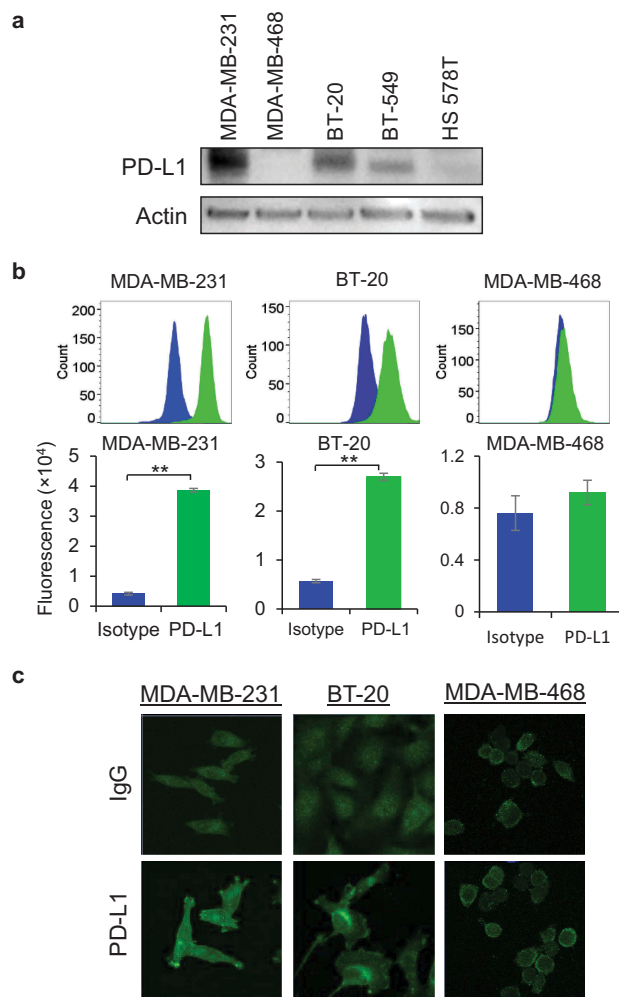 a
MDA-MB-231
MDA-MB-468
BT-20
BT-549
HS 578T
PD-L1
Actin
b
MDA-MB-231
BT-20
MDA-MB-468
Count
200
150
100
50
0
Count
150
100
50
0
Count
150
100
50
0
MDA-MB-231
BT-20
MDA-MB-468
Fluorescence (×10⁴)
5
4
3
2
1
0
**
Isotype PD-L1
3
2
1
0
**
Isotype PD-L1
1.2
0.8
0.4
0
Isotype PD-L1
c
MDA-MB-231
BT-20
MDA-MB-468
IgG
PD-L1